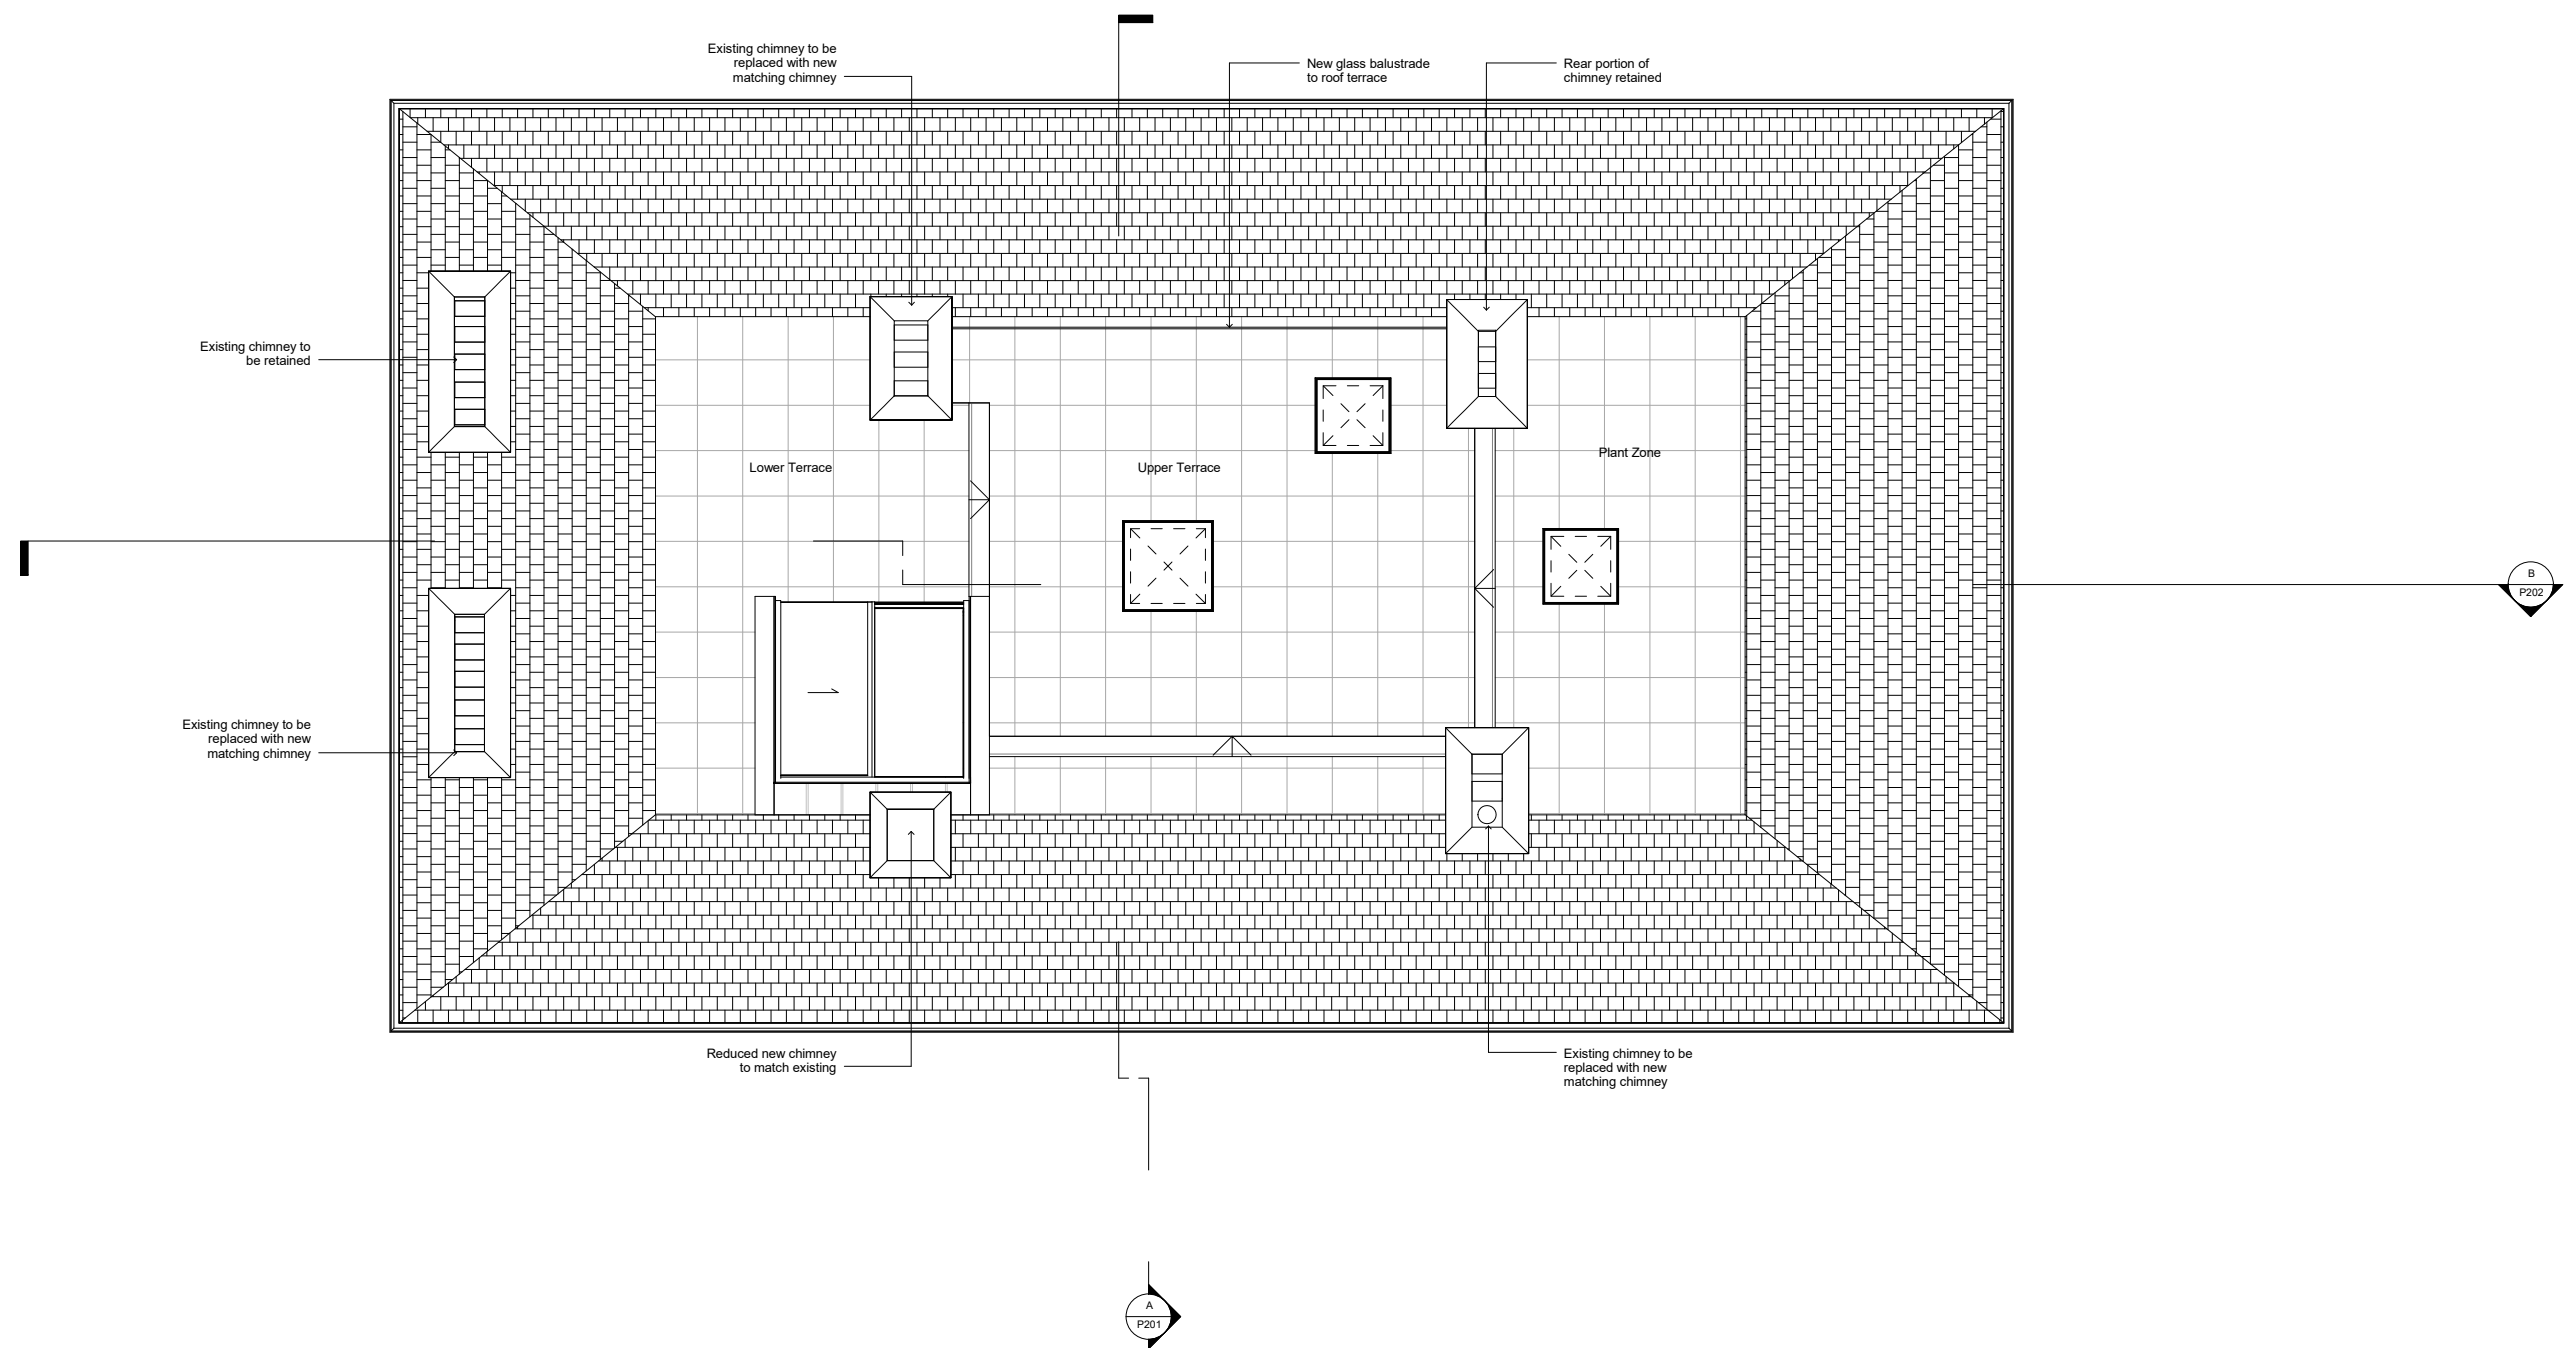 Existing chimney to be
replaced with new
matching chimney
New glass balustrade
to roof terrace
Rear portion of
chimney retained
Existing chimney to
be retained
Lower Terrace
Upper Terrace
Plant Zone
B
P202
Existing chimney to be
replaced with new
matching chimney
Reduced new chimney
to match existing
Existing chimney to be
replaced with new
matching chimney
A
P201